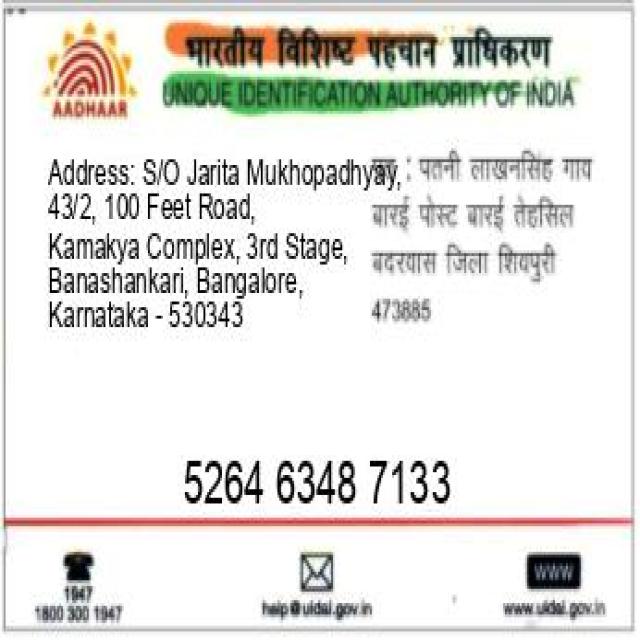 भारतीय विशिष्ट पहचान प्राधिकरण
AADHAAR
UNIQUE IDENTIFICATION AUTHORITY OF INDIA
Address: S/O Jarita Mukhopadhyay,
43/2, 100 Feet Road,
Kamakya Complex, 3rd Stage,
Banashankari, Bangalore,
Karnataka - 530343
: पतनी लाखनसिंह गाव
बारई पोस्ट बारई तेहसिल
बदरवास जिला शिवपुरी
473885
5264 6348 7133
1947
1800 300 1947
help@uidai.gov.in
WWW
www.uidai.gov.in